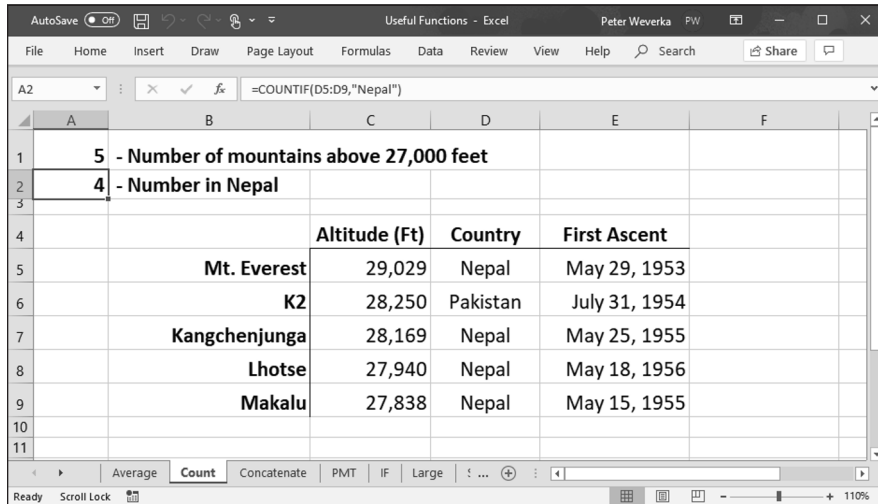 AutoSave Off Useful Functions - Excel Peter Weverka PW
File Home Insert Draw Page Layout Formulas Data Review View Help Search Share
A2 fx =COUNTIF(D5:D9,"Nepal")
A B C D E F
1 5 - Number of mountains above 27,000 feet
2 4 - Number in Nepal
3
4 Altitude (Ft) Country First Ascent
5 Mt. Everest 29,029 Nepal May 29, 1953
6 K2 28,250 Pakistan July 31, 1954
7 Kangchenjunga 28,169 Nepal May 25, 1955
8 Lhotse 27,940 Nepal May 18, 1956
9 Makalu 27,838 Nepal May 15, 1955
10
11
Average Count Concatenate PMT IF Large ...
Ready Scroll Lock 110%